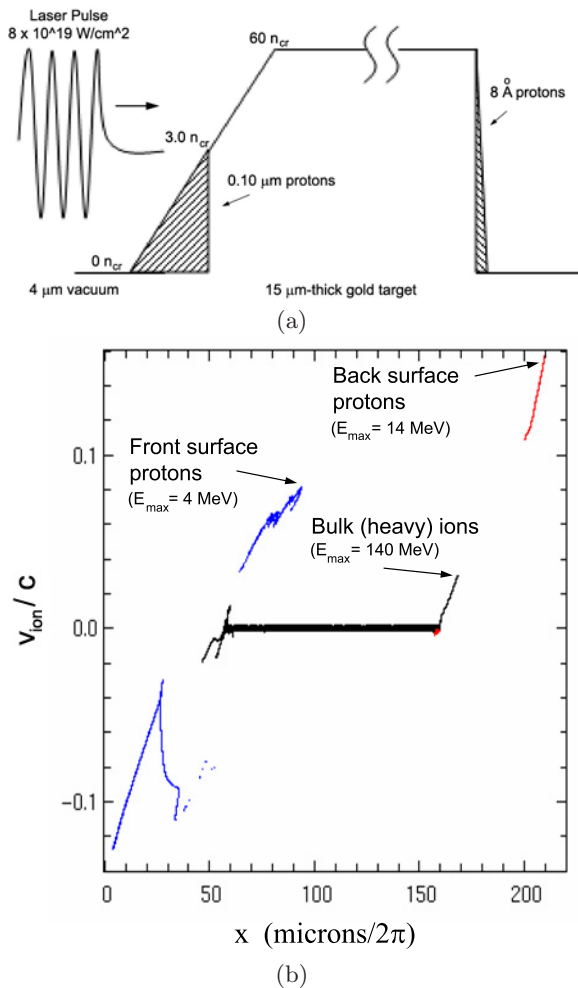 Laser Pulse
8 x 10^19 W/cm^2
60 n_cr
8 Å protons
3.0 n_cr
0.10 μm protons
0 n_cr
4 μm vacuum
15 μm-thick gold target
(a)
Back surface
protons
(E_max= 14 MeV)
Front surface
protons
(E_max= 4 MeV)
Bulk (heavy) ions
(E_max= 140 MeV)
0.1
0.0
-0.1
v_ion/ c
0 50 100 150 200
x (microns/2π)
(b)